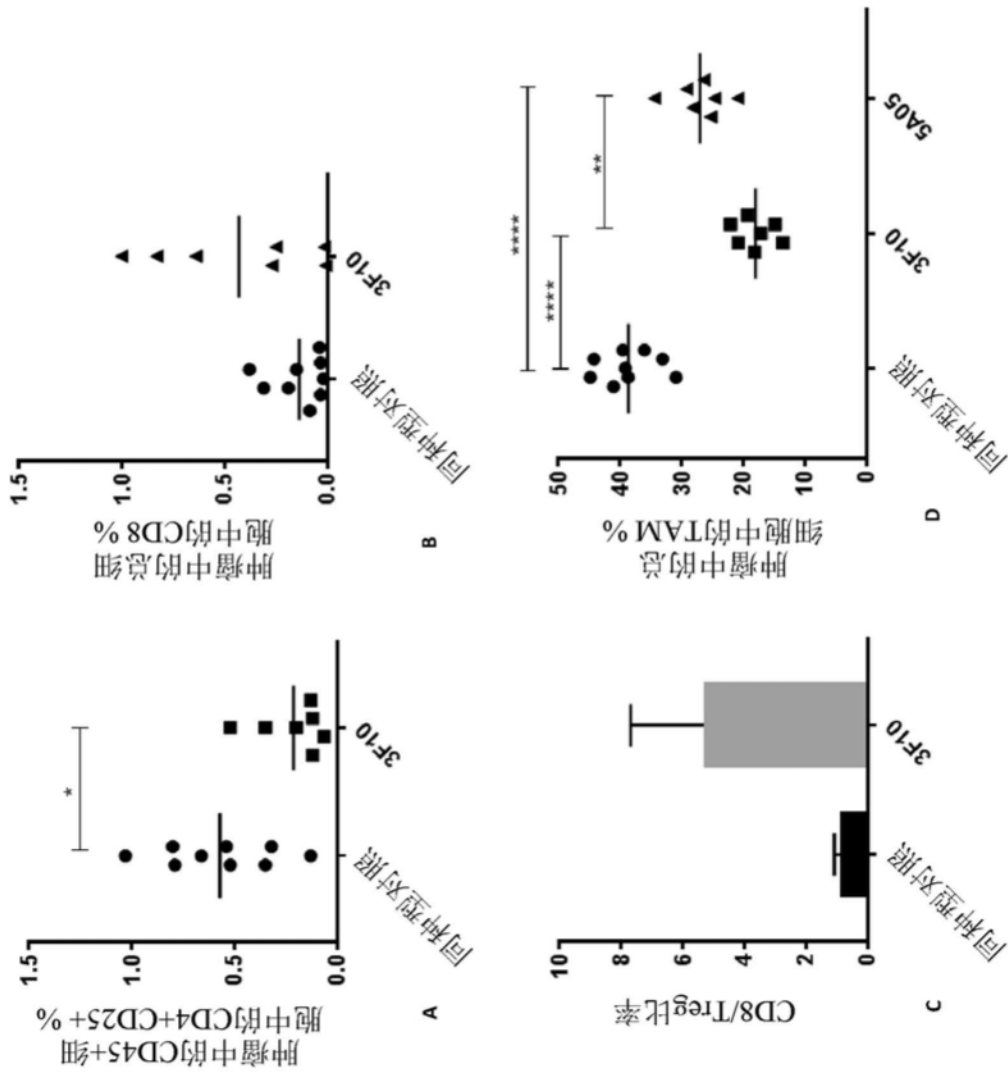 肿瘤中的CD45+细
胞中的CD4+CD25+ %
1.5
1.0
0.5
0.0
*
同种型对照
3F10
A
肿瘤中的总细
胞中的CD8 %
1.5
1.0
0.5
0.0
同种型对照
3F10
B
CD8/Treg比率
10
8
6
4
2
0
同种型对照
3F10
C
肿瘤中的总
细胞中的TAM %
50
40
30
20
10
0
****
****
**
同种型对照
3F10
5A05
D